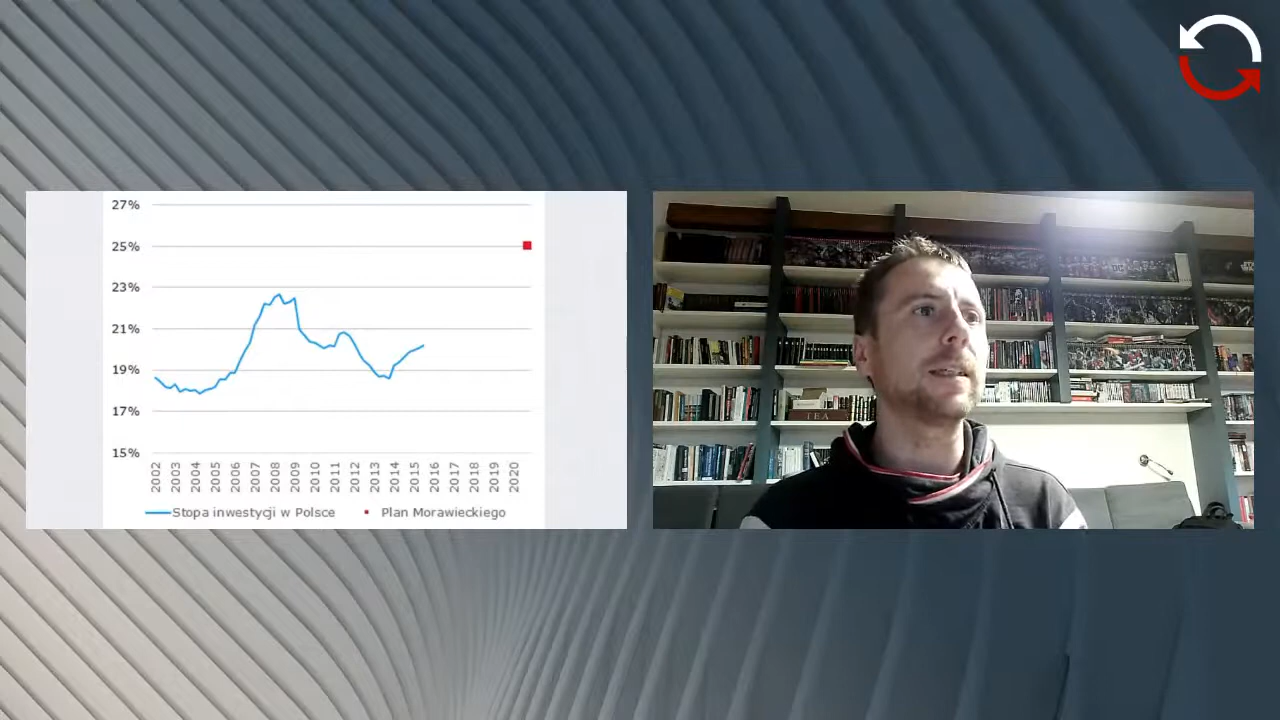 27%
25%
23%
21%
19%
17%
15%
2002 2003 2004 2005 2006 2007 2008 2009 2010 2011 2012 2013 2014 2015 2016 2017 2018 2019 2020
Stopa inwestycji w Polsce Plan Morawieckiego
TEA